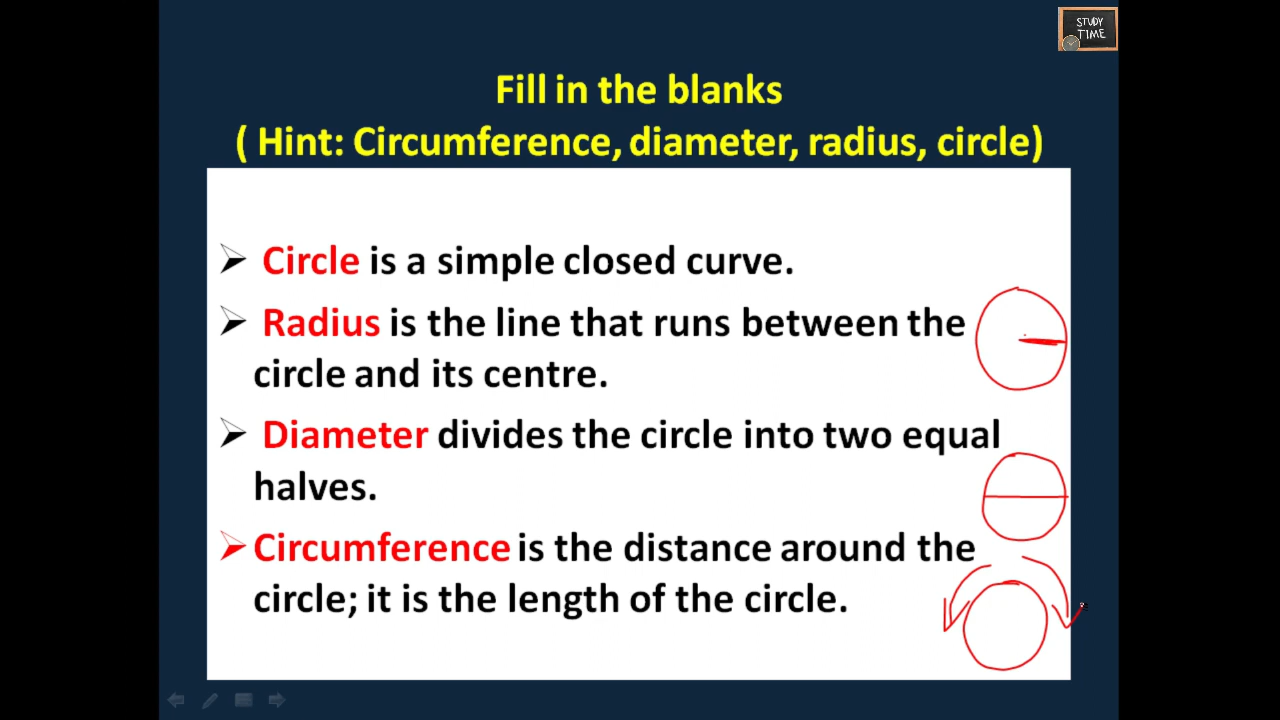 STUDY
TIME
Fill in the blanks
( Hint: Circumference, diameter, radius, circle)
Circle is a simple closed curve.
Radius is the line that runs between the
circle and its centre.
Diameter divides the circle into two equal
halves.
Circumference is the distance around the
circle; it is the length of the circle.